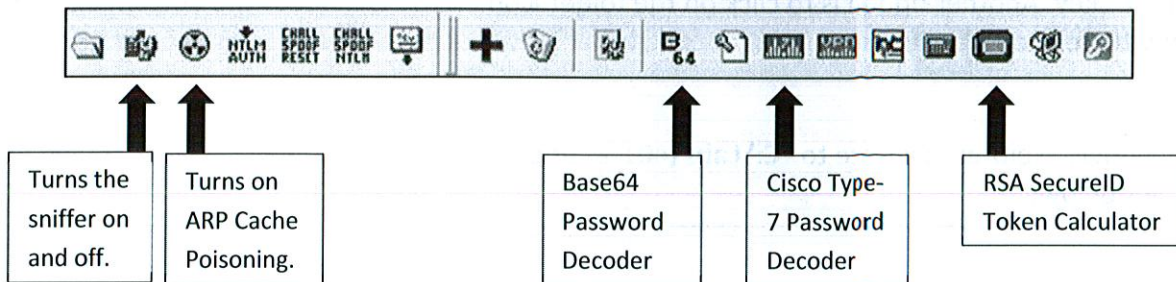 NTLM
AUTH
CHALL
SPOOF
RESET
CHALL
SPOOF
NTLM
B
64
Turns the
sniffer on
and off.
Turns on
ARP Cache
Poisoning.
Base64
Password
Decoder
Cisco Type-
7 Password
Decoder
RSA SecureID
Token Calculator